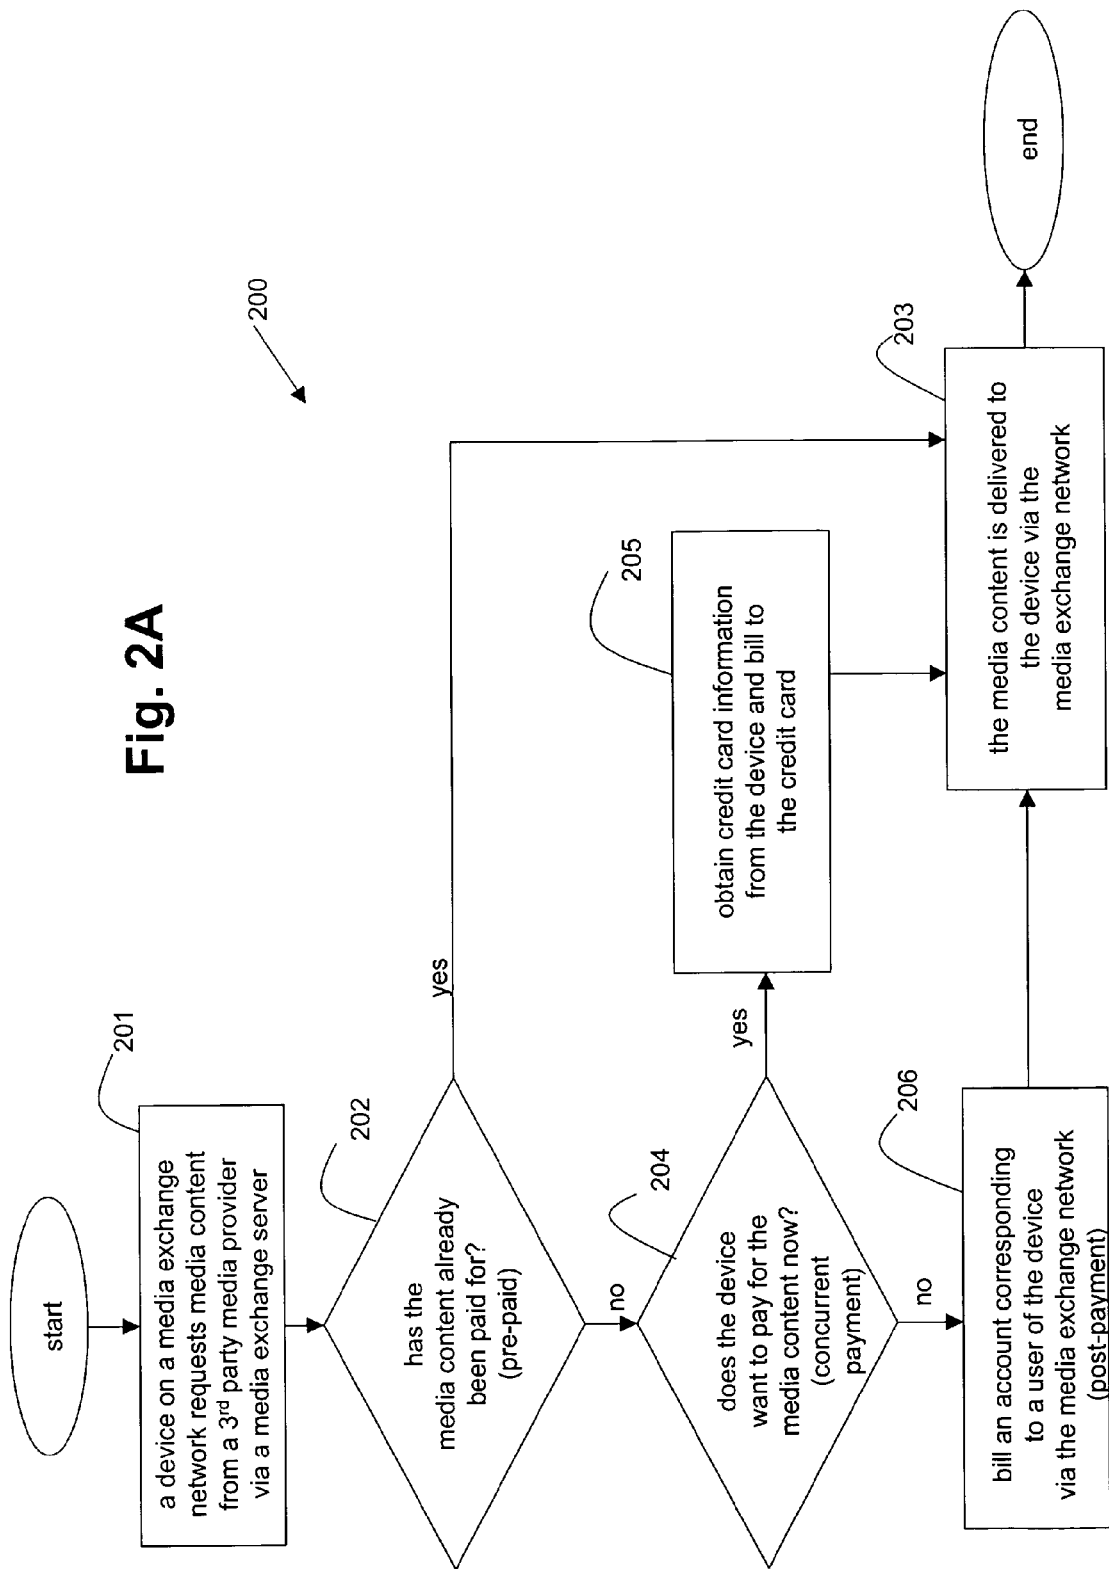 Fig. 2A
200
start
201
a device on a media exchange
network requests media content
from a 3rd party media provider
via a media exchange server
202
has the
media content already
been paid for?
(pre-paid)
yes
no
204
does the device
want to pay for the
media content now?
(concurrent
payment)
yes
no
205
obtain credit card information
from the device and bill to
the credit card
206
bill an account corresponding
to a user of the device
via the media exchange network
(post-payment)
203
the media content is delivered to
the device via the
media exchange network
end